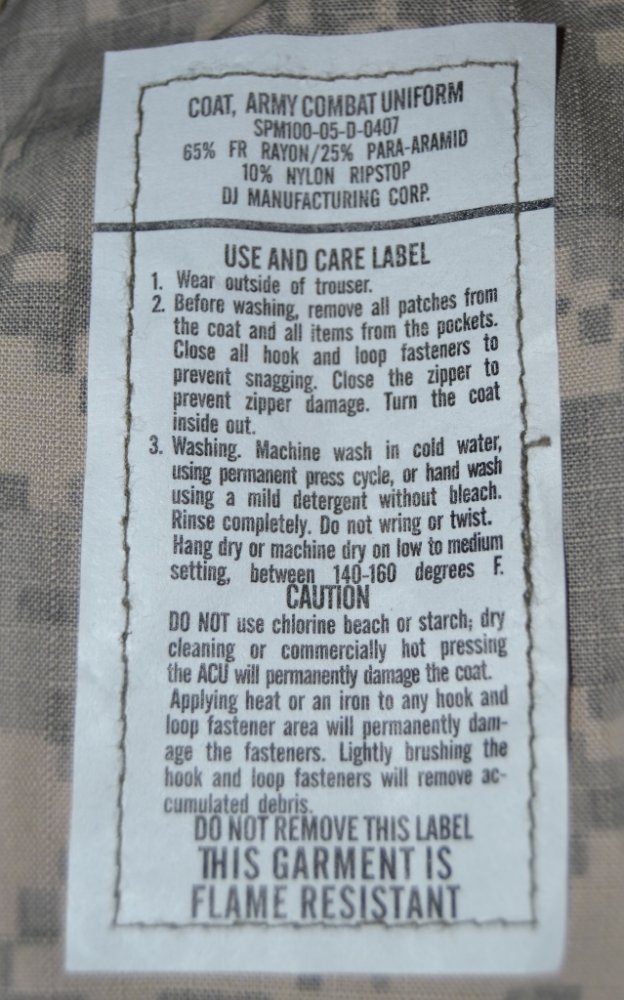 COAT, ARMY COMBAT UNIFORM
SPM100-05-D-0407
65% FR RAYON/25% PARA-ARAMID
10% NYLON RIPSTOP
DJ MANUFACTURING CORP.
USE AND CARE LABEL
1. Wear outside of trouser.
2. Before washing, remove all patches from
the coat and all items from the pockets.
Close all hook and loop fasteners to
prevent snagging. Close the zipper to
prevent zipper damage. Turn the coat
inside out.
3. Washing. Machine wash in cold water,
using permanent press cycle, or hand wash
using a mild detergent without bleach.
Rinse completely. Do not wring or twist.
Hang dry or machine dry on low to medium
setting, between 140-160 degrees F.
CAUTION
DO NOT use chlorine beach or starch; dry
cleaning or commercially hot pressing
the ACU will permanently damage the coat.
Applying heat or an iron to any hook and
loop fastener area will permanently dam-
age the fasteners. Lightly brushing the
hook and loop fasteners will remove ac-
cumulated debris.
DO NOT REMOVE THIS LABEL
THIS GARMENT IS
FLAME RESISTANT